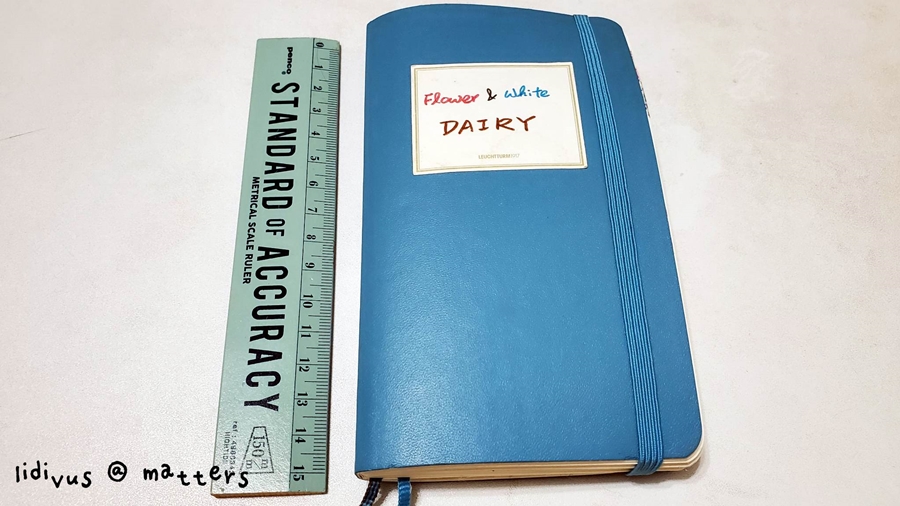 penco
STANDARD OF ACCURACY
METRICAL SCALE RULER
0 1 2 3 4 5 6 7 8 9 10 11 12 13 14 15
150
Flower & White
DAIRY
LEUCHTTURM1917
lidivus @ matters